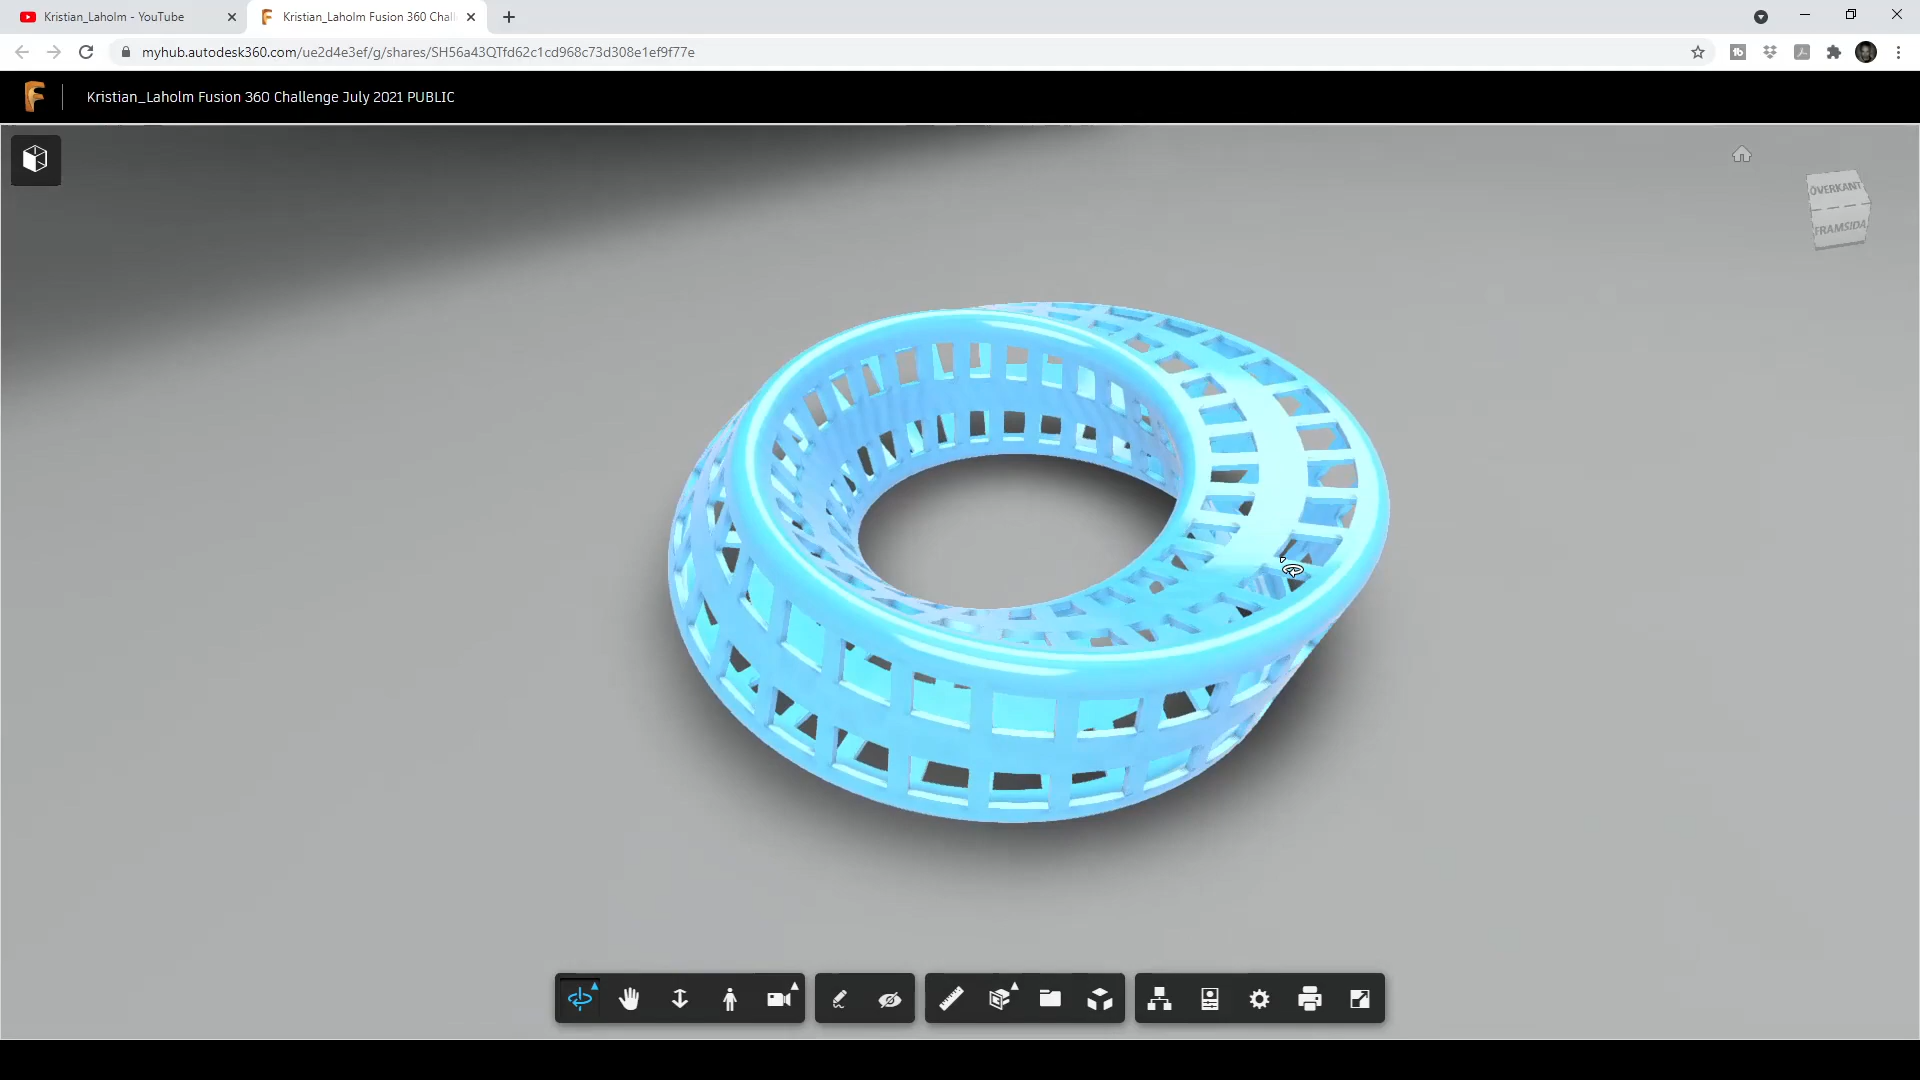 Kristian_Laholm - YouTube
Kristian_Laholm Fusion 360 Chall
myhub.autodesk360.com/ue2d4e3ef/g/shares/SH56a43QTfd62c1cd968c73d308e1ef9f77e
Kristian_Laholm Fusion 360 Challenge July 2021 PUBLIC
ÖVERKANT
FRAMSIDA